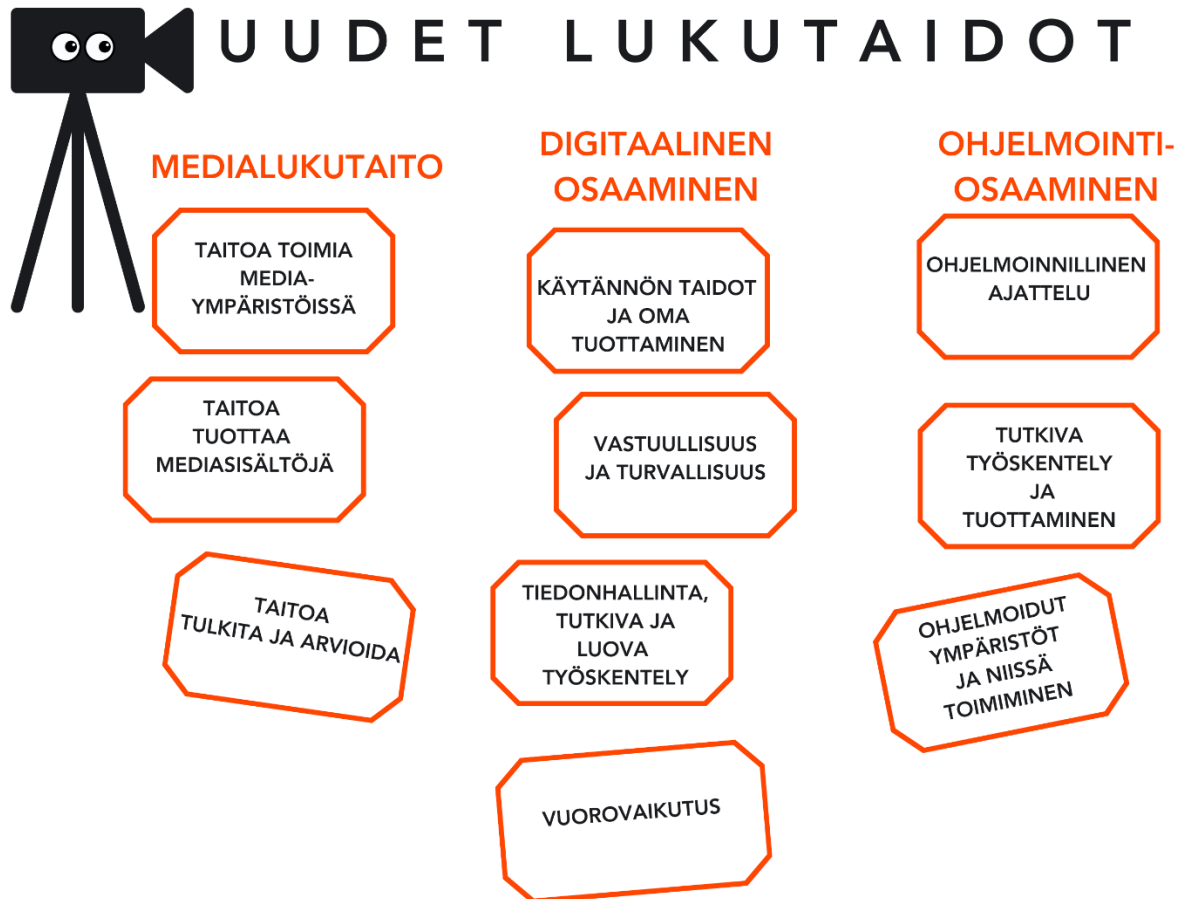 UUDET LUKUTAIDOT
MEDIALUKUTAITO
TAITOA TOIMIA
MEDIA-
YMPÄRISTÖISSÄ
TAITOA
TUOTTAA
MEDIASISÄLTÖJÄ
TAITOA
TULKITA JA ARVIOIDA
DIGITAALINEN
OSAAMINEN
KÄYTÄNNÖN TAIDOT
JA OMA
TUOTTAMINEN
VASTUULLISUUS
JA TURVALLISUUS
TIEDONHALLINTA,
TUTKIVA JA
LUOVA
TYÖSKENTELY
VUOROVAIKUTUS
OHJELMOINTI-
OSAAMINEN
OHJELMOINNILLINEN
AJATTELU
TUTKIVA
TYÖSKENTELY
JA
TUOTTAMINEN
OHJELMOIDUT
YMPÄRISTÖT
JA NIISSÄ
TOIMIMINEN